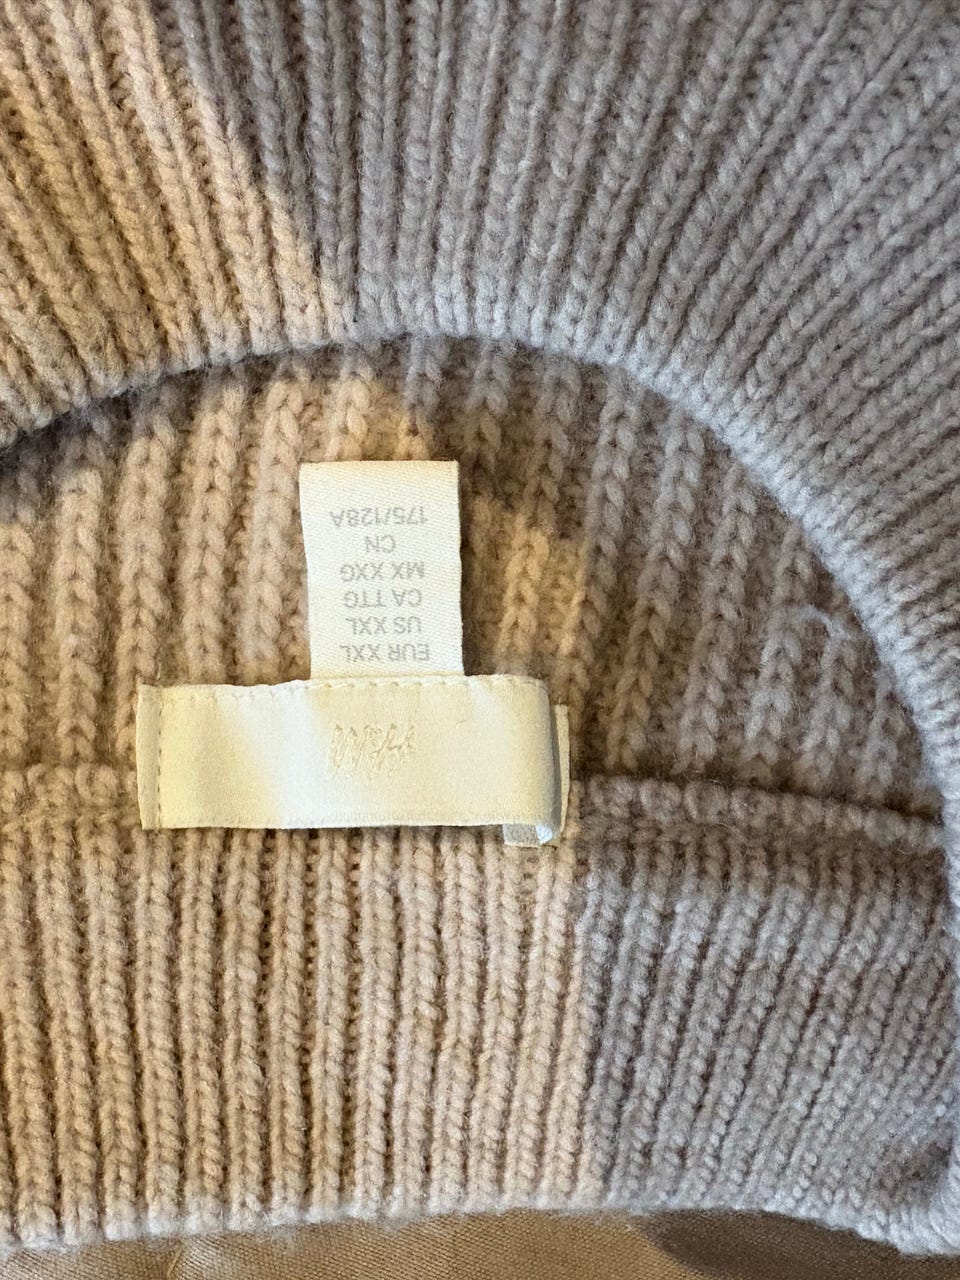 H&M
EUR XXL
US XXL
CA TTG
MX XXG
CN
175/128A